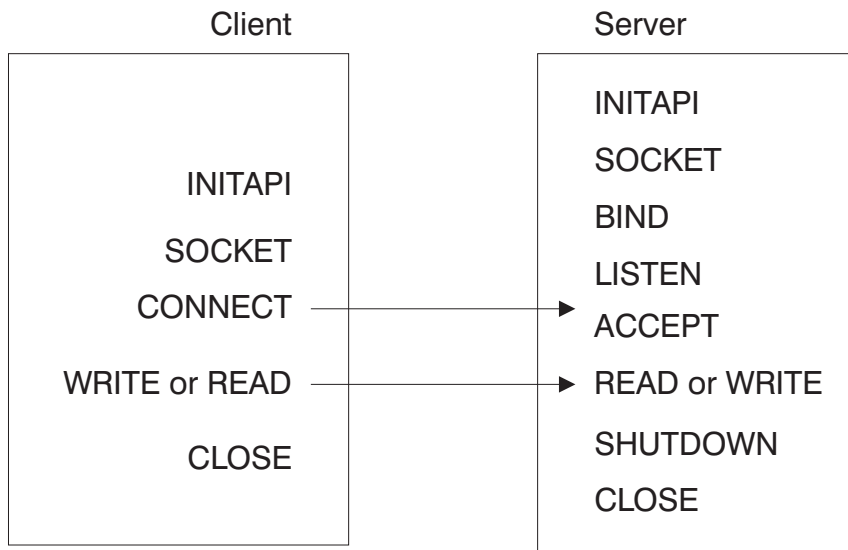 Client
INITAPI
SOCKET
CONNECT
WRITE or READ
CLOSE
Server
INITAPI
SOCKET
BIND
LISTEN
ACCEPT
READ or WRITE
SHUTDOWN
CLOSE